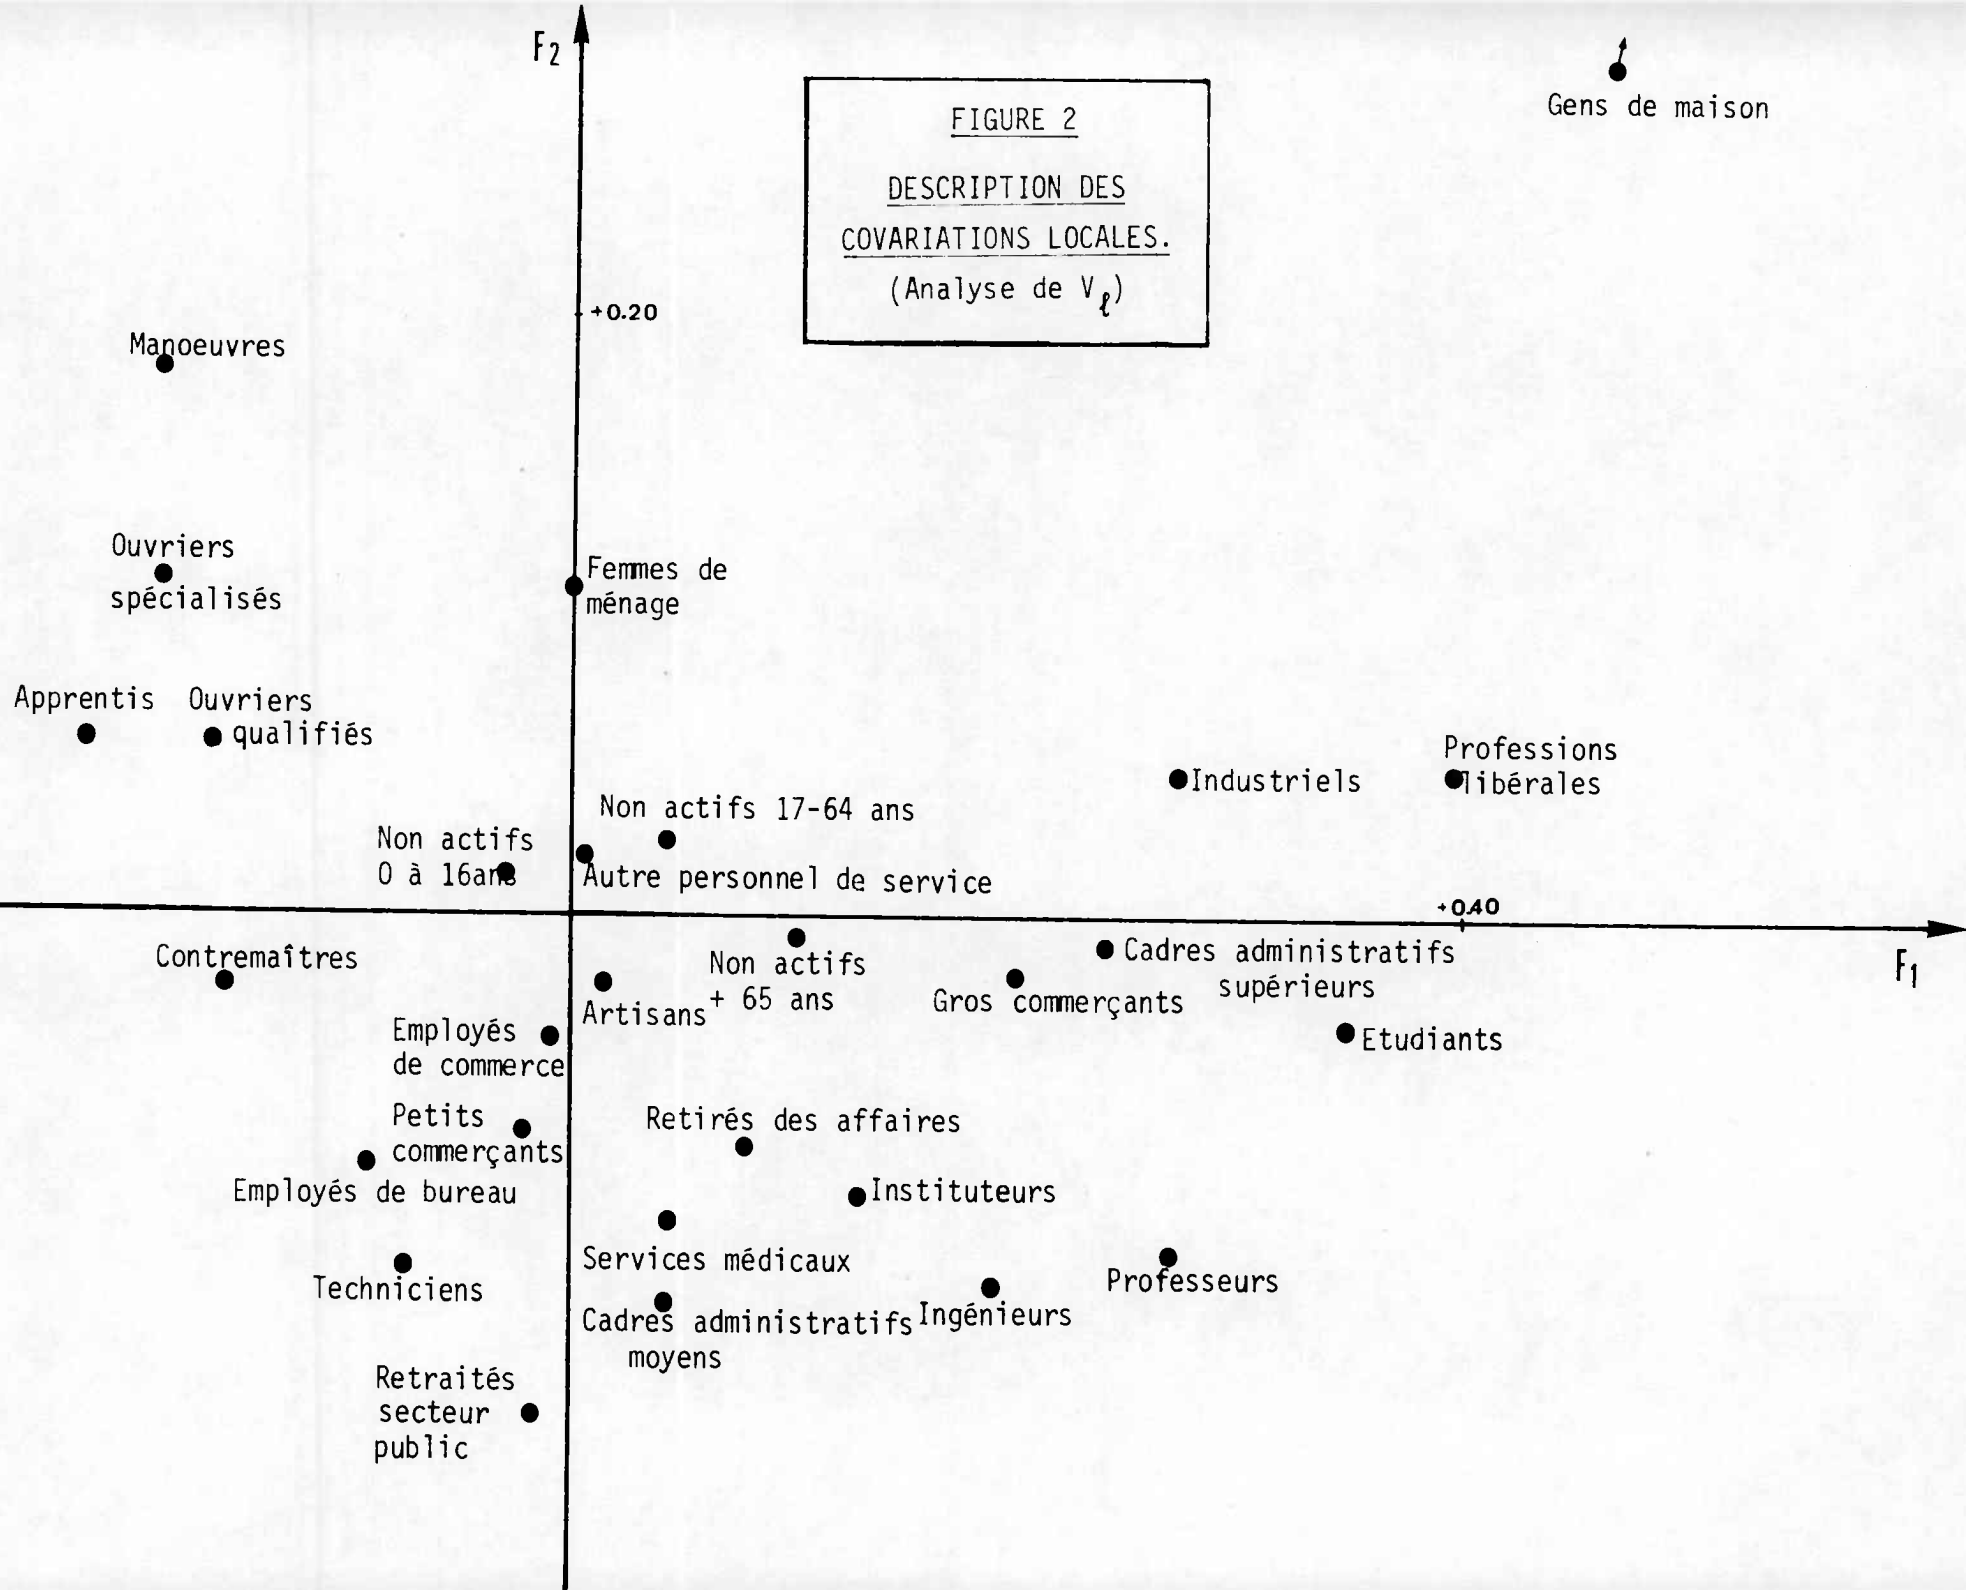 F2
FIGURE 2
DESCRIPTION DES
COVARIATIONS LOCALES.
(Analyse de Vℓ)
Gens de maison
+0.20
Manoeuvres
Ouvriers
spécialisés
Femmes de
ménage
Apprentis
Ouvriers
qualifiés
Professions
libérales
Industriels
Non actifs 17-64 ans
Non actifs
0 à 16ans
Autre personnel de service
+0.40
F1
Contremaîtres
Non actifs
+ 65 ans
Cadres administratifs
supérieurs
Gros commerçants
Artisans
Employés
de commerce
Etudiants
Petits
commerçants
Retirés des affaires
Employés de bureau
Instituteurs
Services médicaux
Techniciens
Professeurs
Cadres administratifs
moyens
Ingénieurs
Retraités
secteur
public